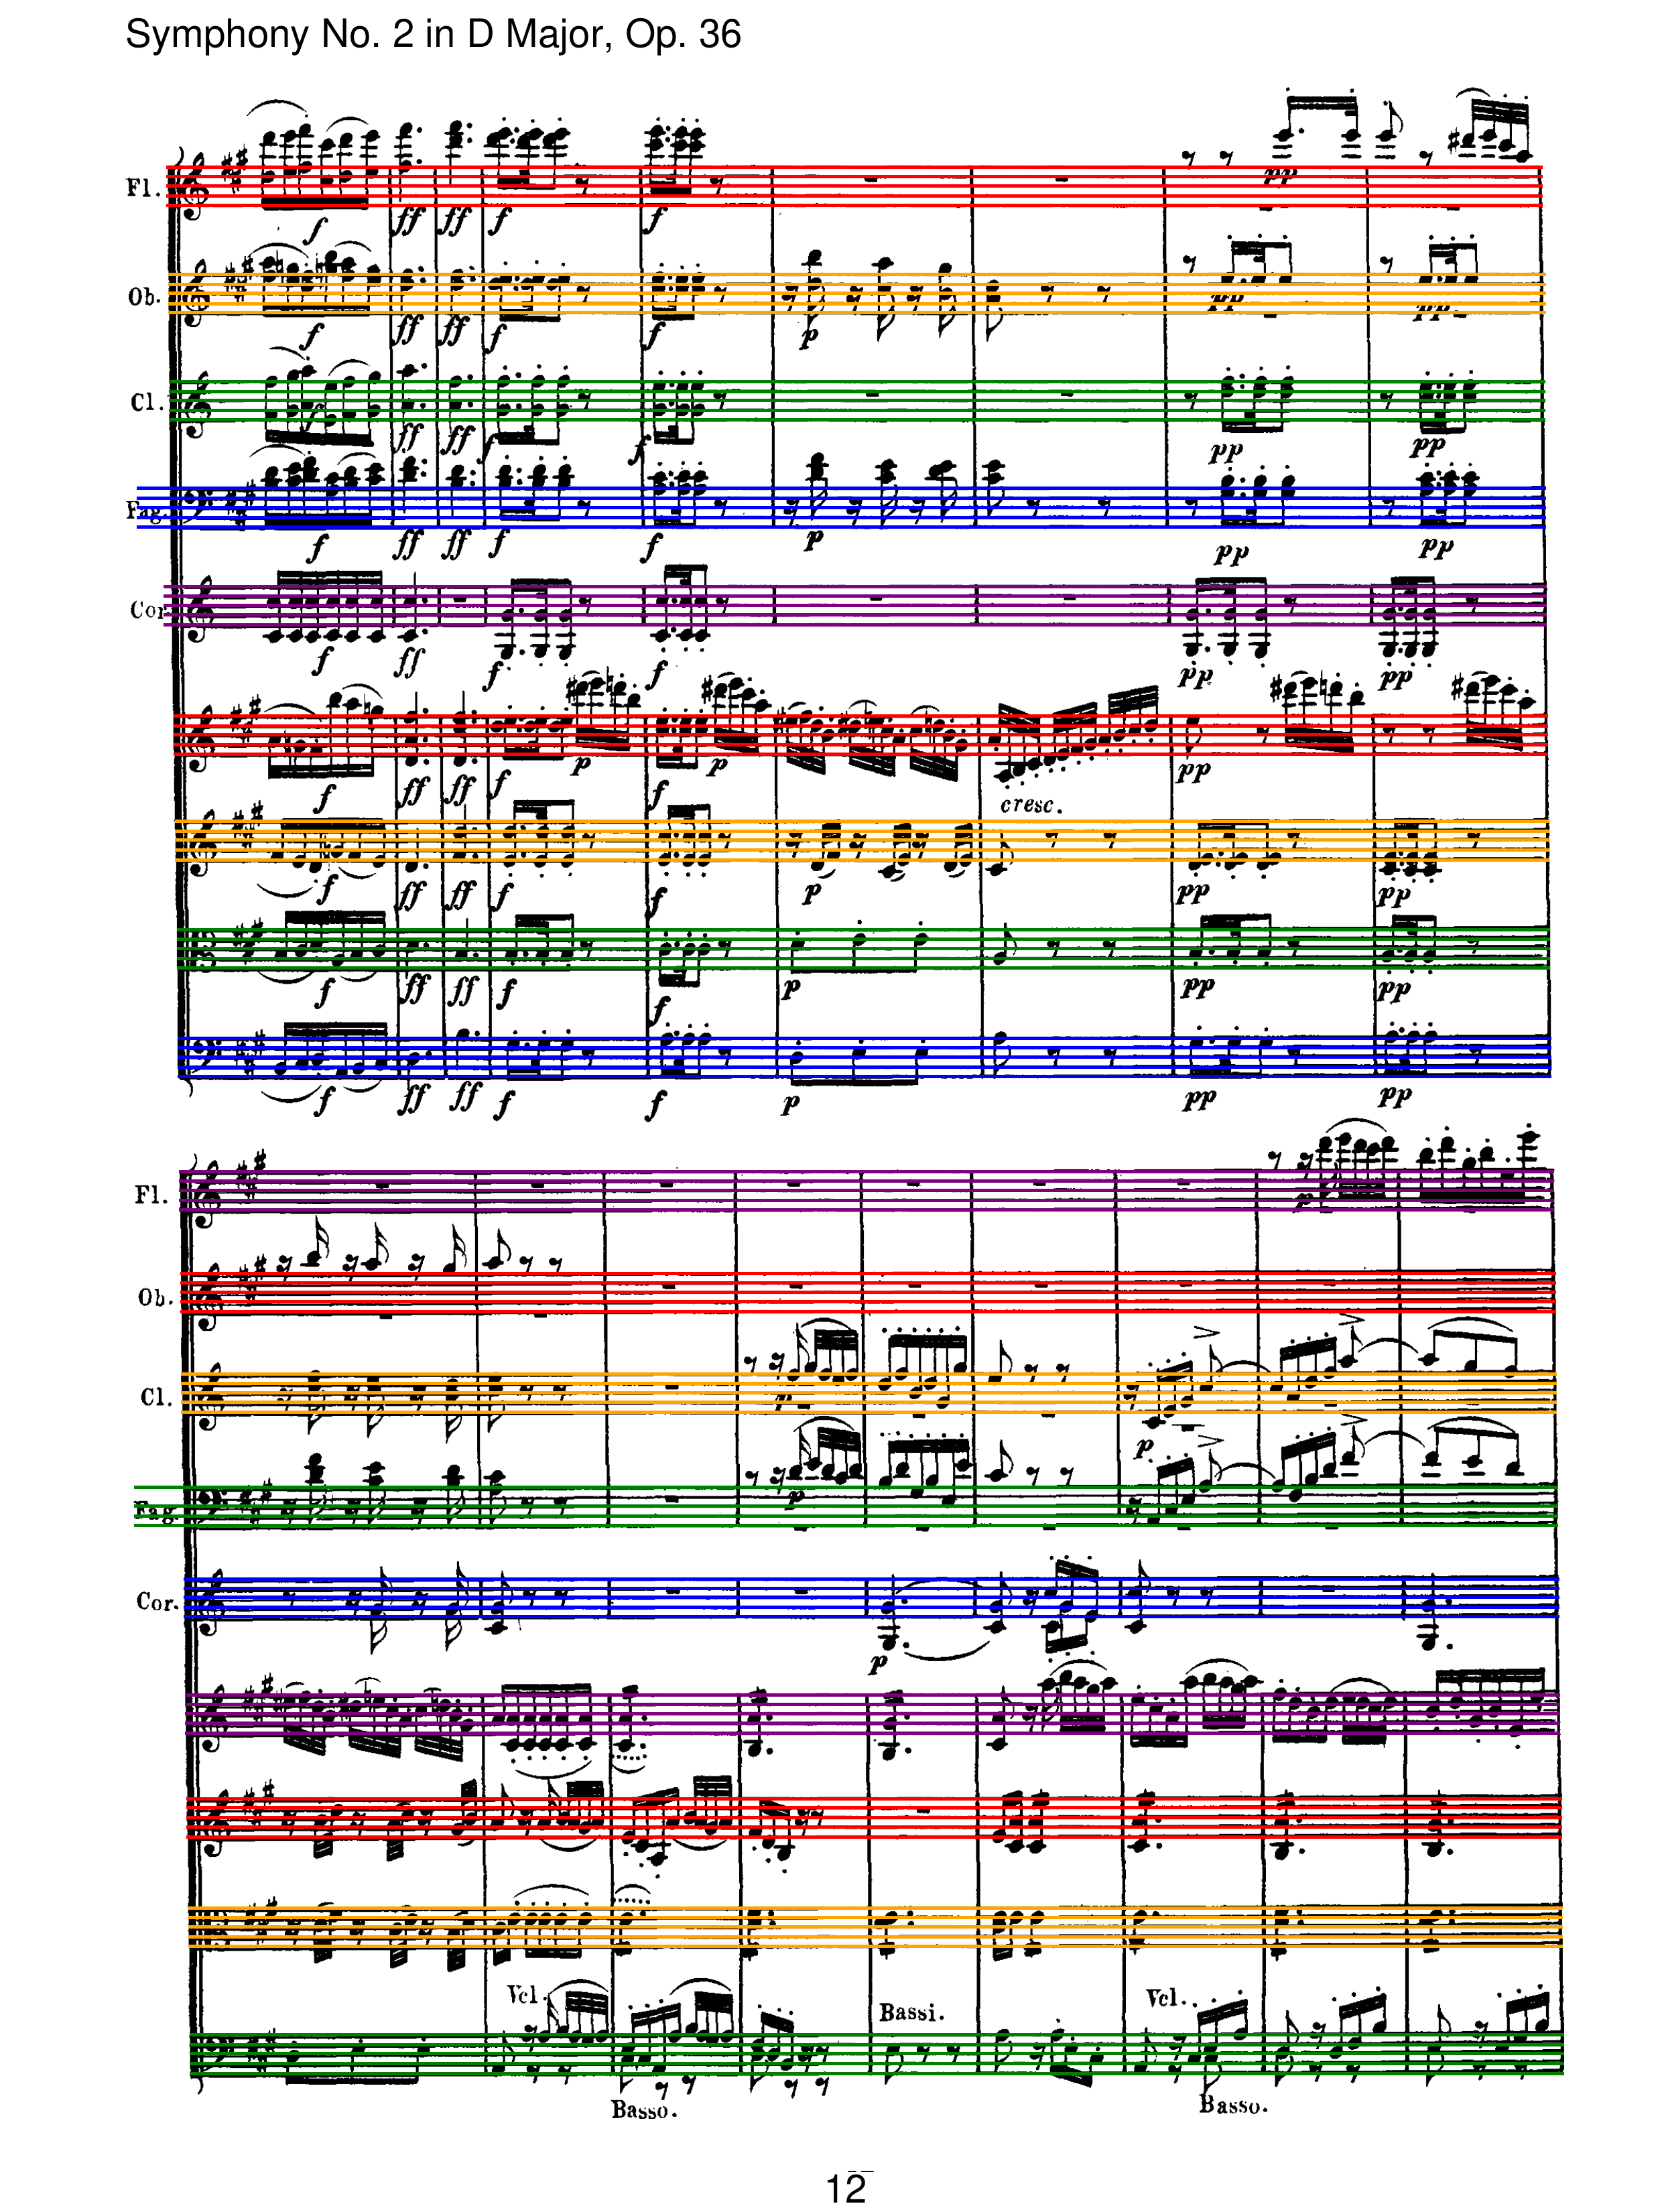 Symphony No. 2 in D Major, Op. 36
Fl.
pp
f ff ff f f
Ob.
pp pp
f ff ff f f p
Cl.
f ff ff f f pp pp
Fag.
f ff ff f f p pp pp
Cor
f ff f f pp pp
p p
f ff ff f f pp
cresc.
f ff ff f f p pp pp
f ff ff f f p pp pp
f ff ff f f p pp pp
Fl.
p
Ob.
Cl.
p
p.
Fag.
p
Cor.
p
Vcl. Vcl.
Bassi.
Basso. Basso.
12